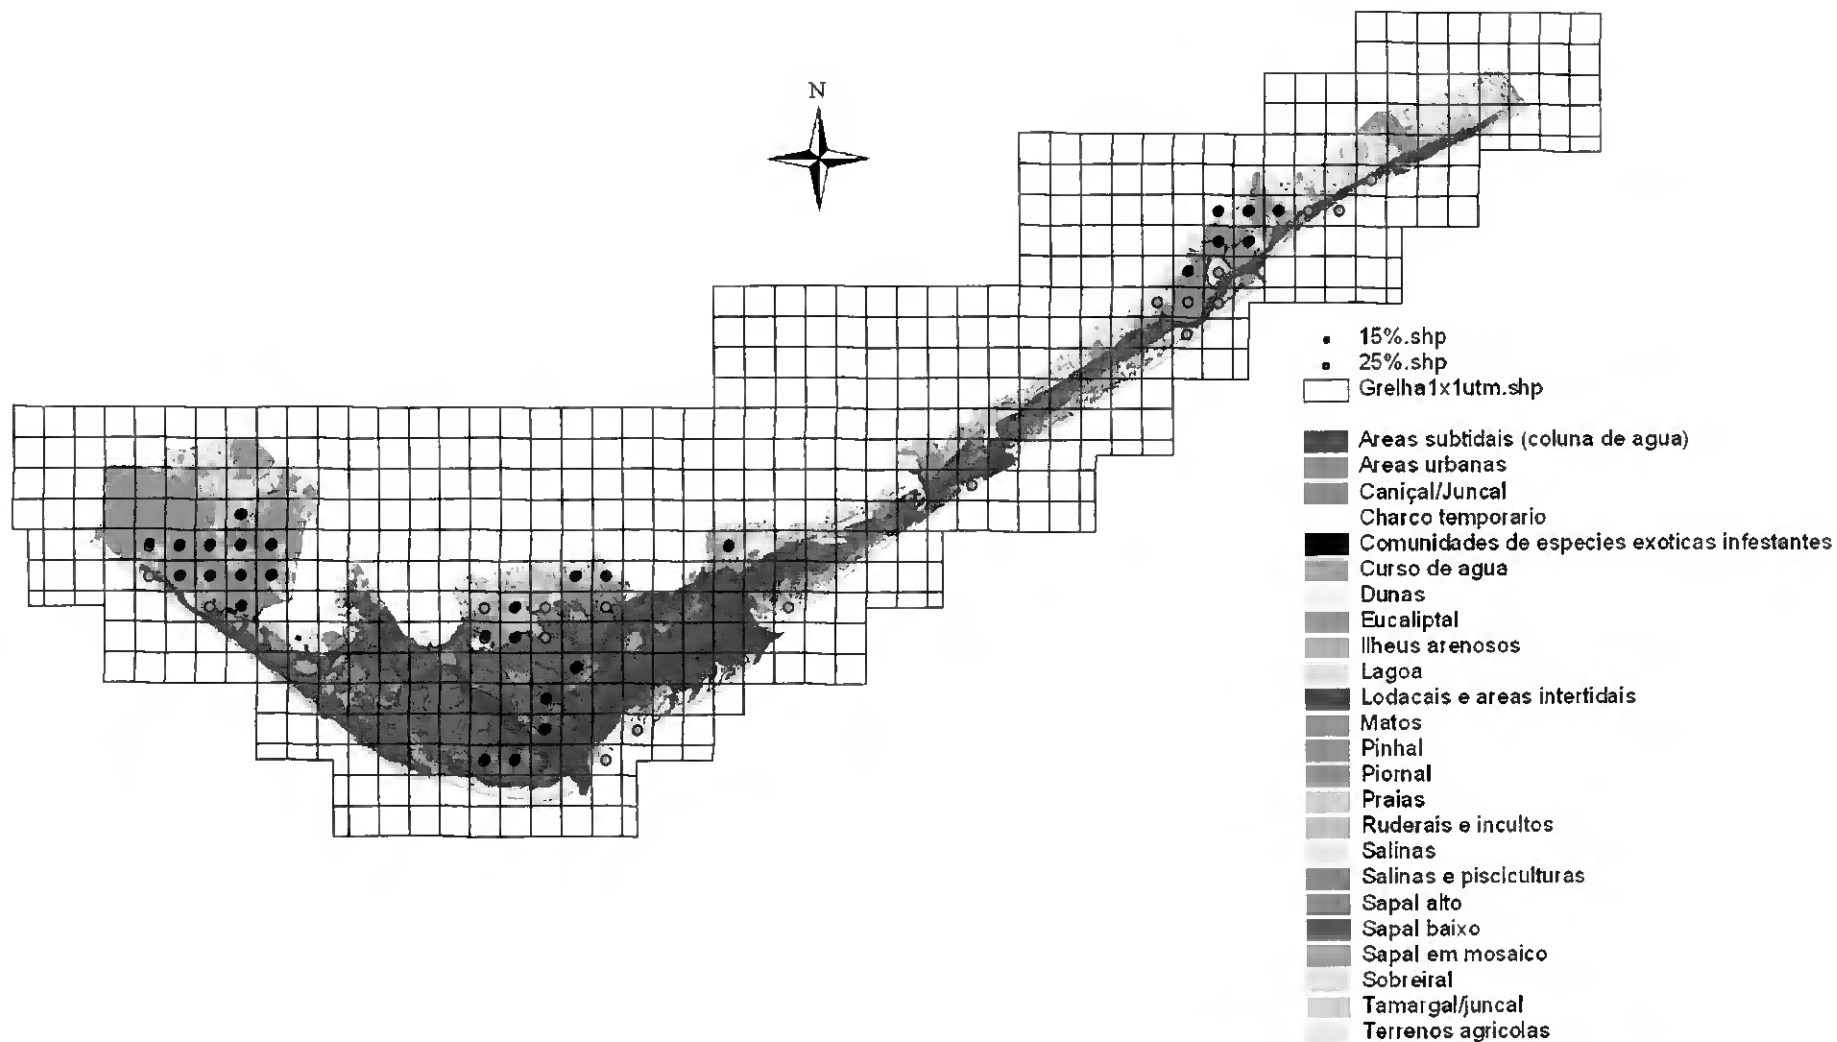 N
15%.shp
25%.shp
Grelha1x1utm.shp
Areas subtidais (coluna de agua)
Areas urbanas
Caniçal/Juncal
Charco temporario
Comunidades de especies exoticas infestantes
Curso de agua
Dunas
Eucaliptal
Ilheus arenosos
Lagoa
Lodacais e areas intertidais
Matos
Pinhal
Piornal
Praias
Ruderais e incultos
Salinas
Salinas e pisciculturas
Sapal alto
Sapal baixo
Sapal em mosaico
Sobreiral
Tamargal/juncal
Terrenos agricolas